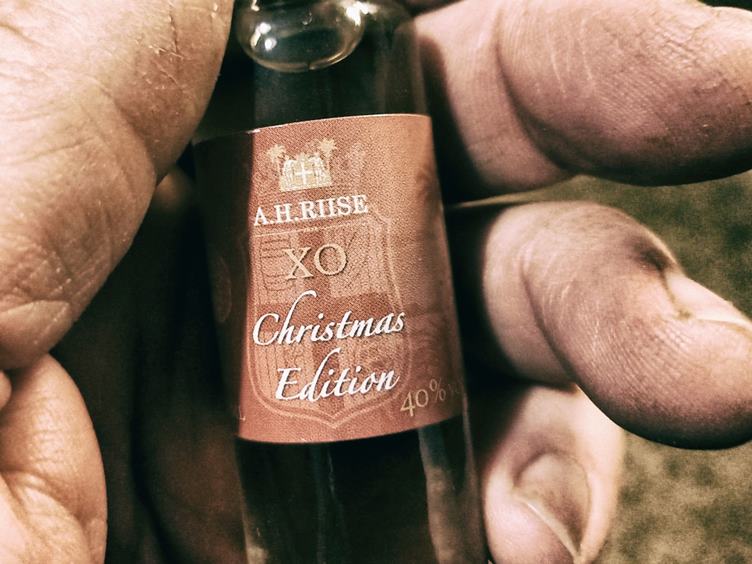 A.H.RIISE
XO
Christmas
Edition
40%